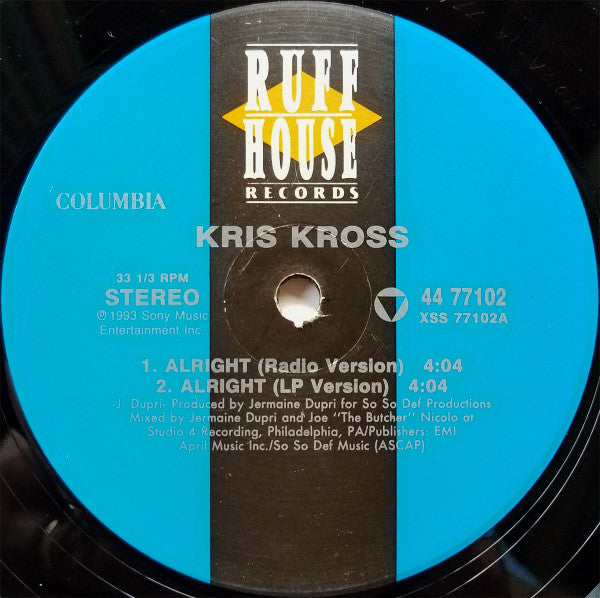 RUFF
HOUSE
RECORDS
COLUMBIA
KRIS KROSS
33 1/3 RPM
STEREO
℗ 1993 Sony Music
Entertainment Inc.
44 77102
XSS 77102A
1. ALRIGHT (Radio Version) 4:04
2. ALRIGHT (LP Version) 4:04
-J. Dupri- Produced by Jermaine Dupri for So So Def Productions
Mixed by Jermaine Dupri and Joe "The Butcher" Nicolo at
Studio 4 Recording, Philadelphia, PA/Publishers: EMI
April Music Inc./So So Def Music (ASCAP)